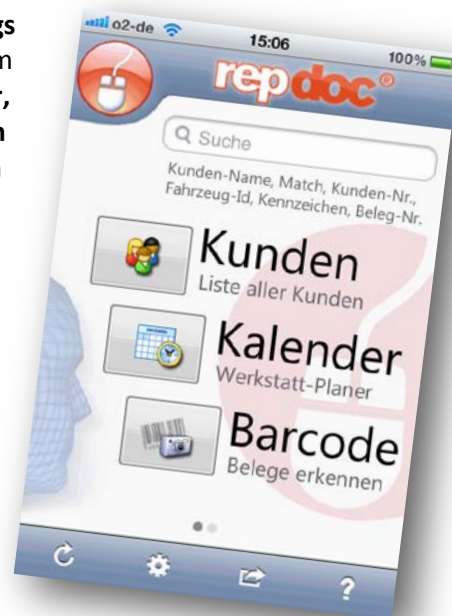 o2-de
15:06
100%
repdoc®
Suche
Kunden-Name, Match, Kunden-Nr.,
Fahrzeug-Id, Kennzeichen, Beleg-Nr.
Kunden
Liste aller Kunden
Kalender
Werkstatt-Planer
Barcode
Belege erkennen
?